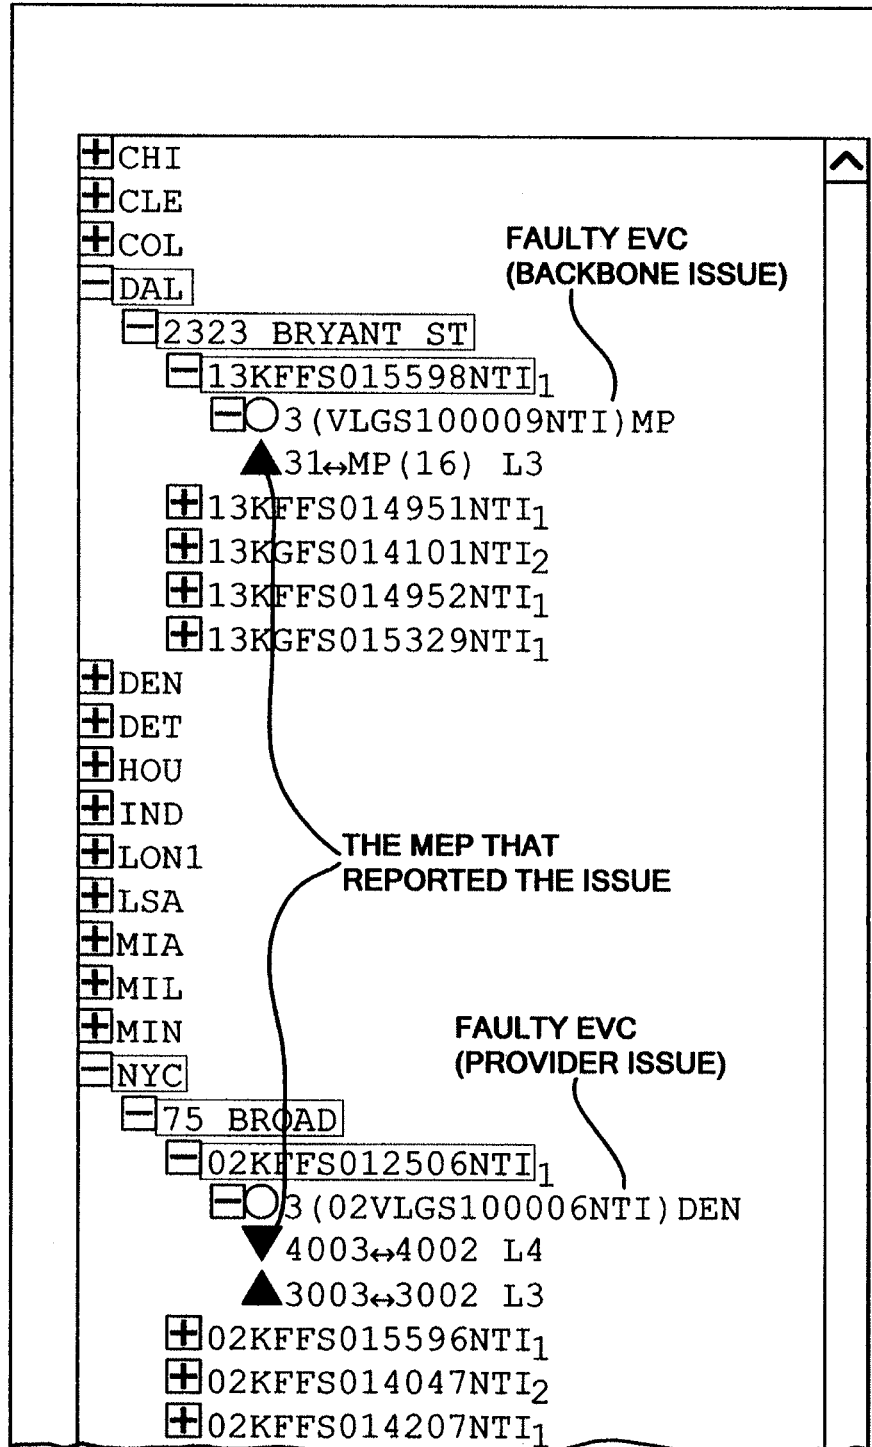 CHI
CLE
COL
FAULTY EVC
(BACKBONE ISSUE)
DAL
2323 BRYANT ST
13KFFS015598NTI1
3(VLGS100009NTI)MP
31↔MP(16) L3
13KFFS014951NTI1
13KGFS014101NTI2
13KFFS014952NTI1
13KGFS015329NTI1
DEN
DET
HOU
IND
LON1
THE MEP THAT
REPORTED THE ISSUE
LSA
MIA
MIL
MIN
FAULTY EVC
(PROVIDER ISSUE)
NYC
75 BROAD
02KFFS012506NTI1
3(02VLGS100006NTI)DEN
4003↔4002 L4
3003↔3002 L3
02KFFS015596NTI1
02KFFS014047NTI2
02KFFS014207NTI1